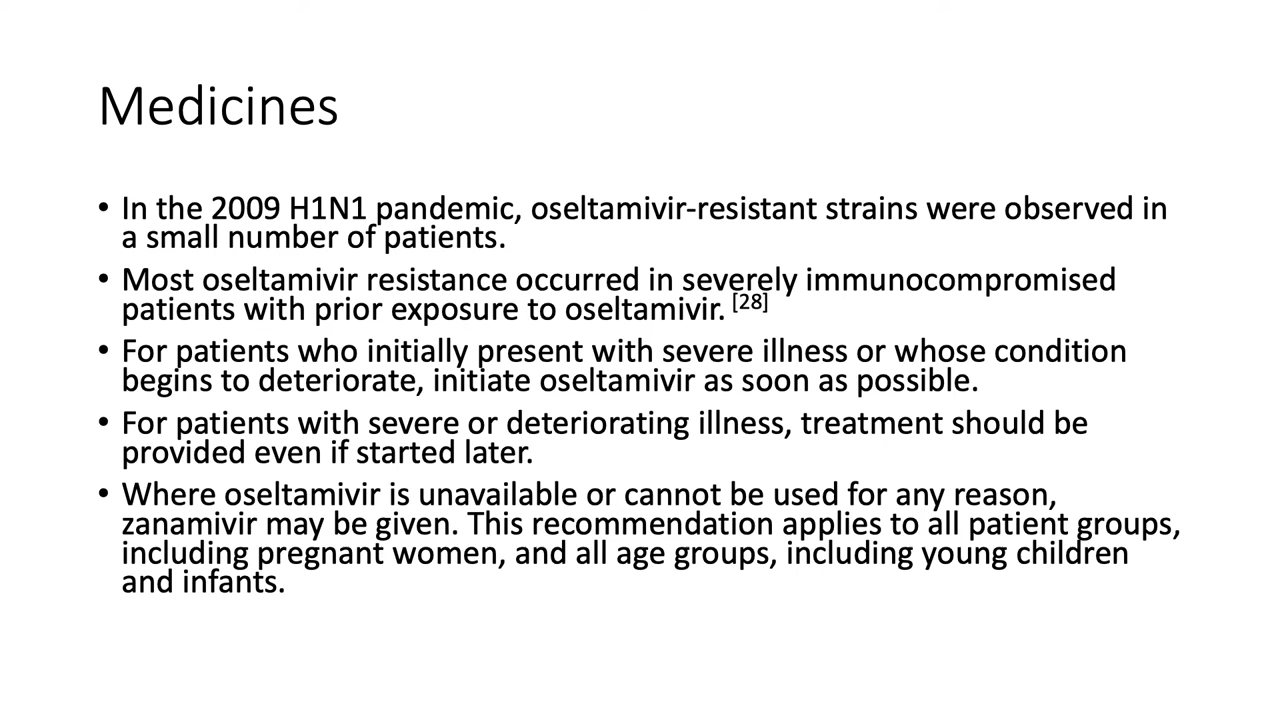 Medicines
• In the 2009 H1N1 pandemic, oseltamivir-resistant strains were observed in
a small number of patients.
• Most oseltamivir resistance occurred in severely immunocompromised
patients with prior exposure to oseltamivir. [28]
• For patients who initially present with severe illness or whose condition
begins to deteriorate, initiate oseltamivir as soon as possible.
• For patients with severe or deteriorating illness, treatment should be
provided even if started later.
• Where oseltamivir is unavailable or cannot be used for any reason,
zanamivir may be given. This recommendation applies to all patient groups,
including pregnant women, and all age groups, including young children
and infants.